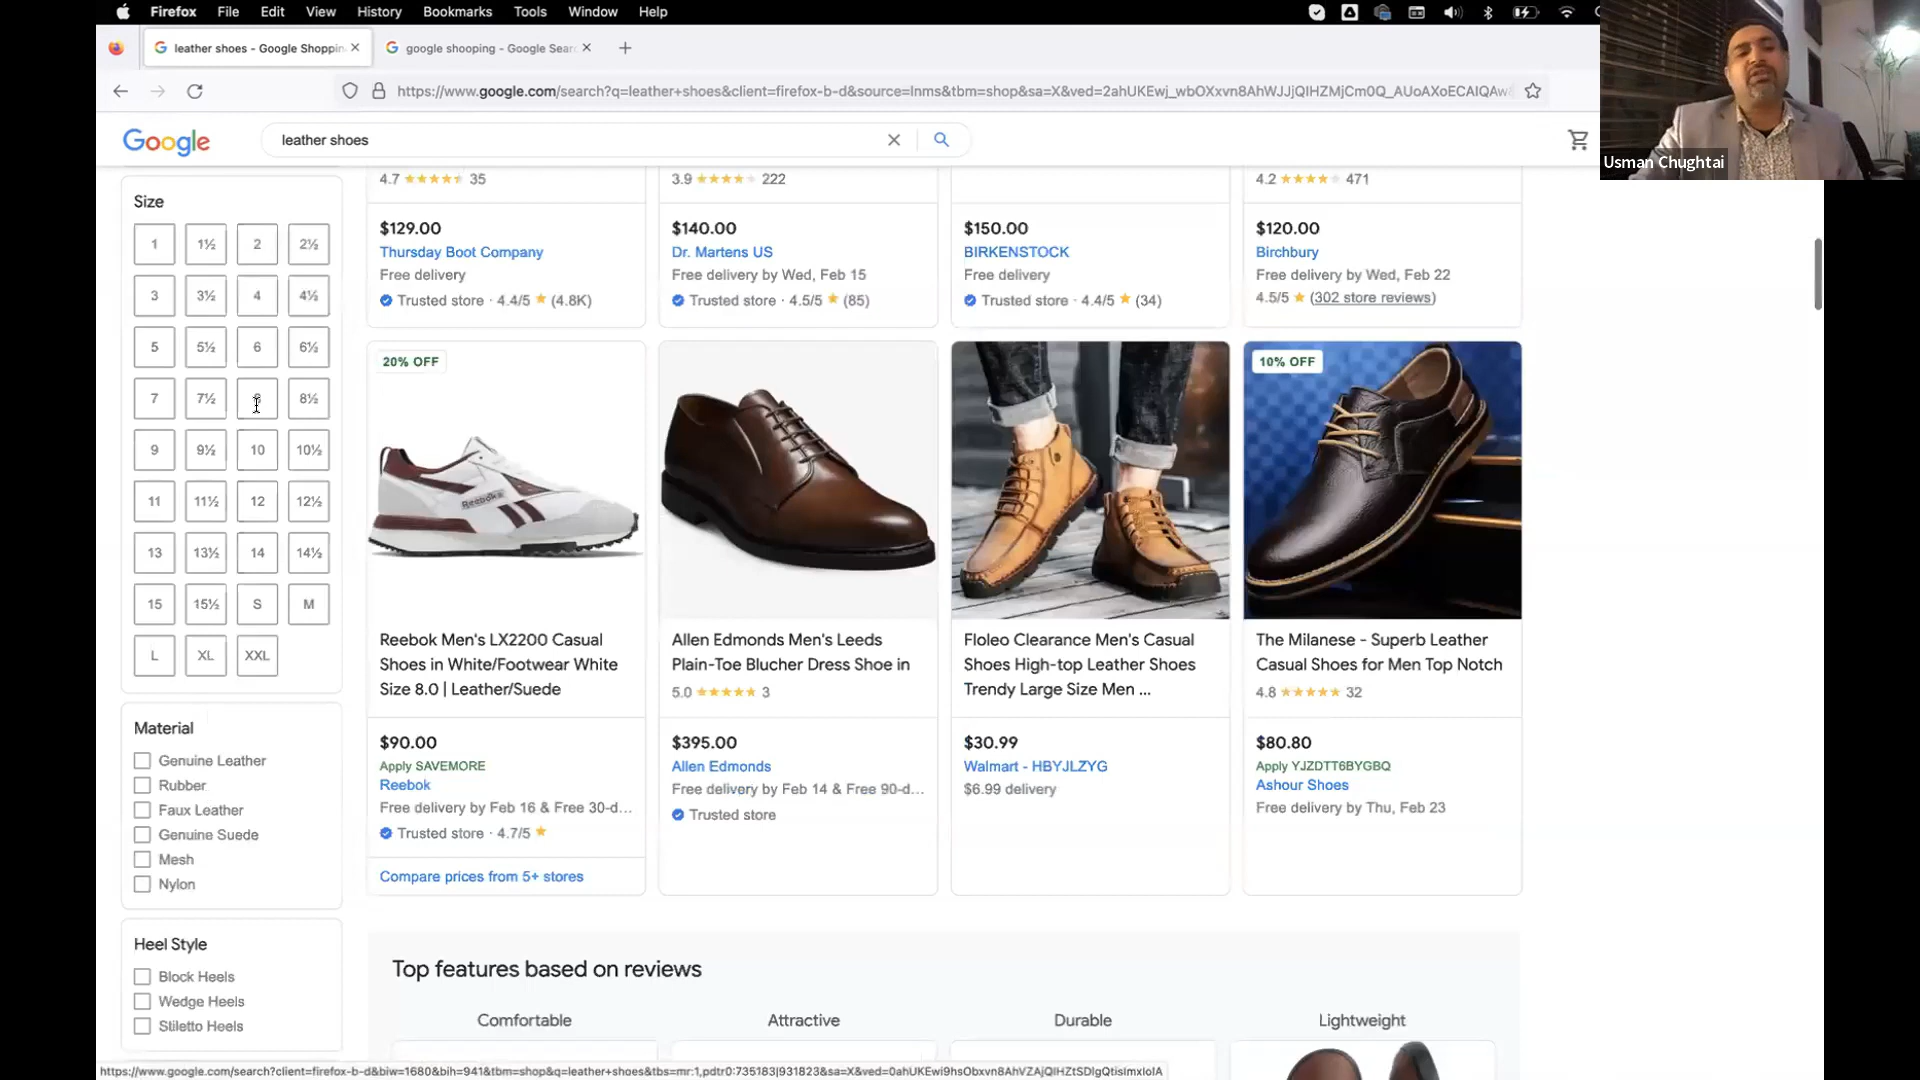 Firefox File Edit View History Bookmarks Tools Window Help
leather shoes - Google Shoppin
google shooping - Google Sear
https://www.google.com/search?q=leather+shoes&client=firefox-b-d&source=lnms&tbm=shop&sa=X&ved=2ahUKEwj_wbOXxvn8AhWJJjQIHZMjCm0Q_AUoAXoECAIQAw
Google
leather shoes
Usman Chughtai
Size
1 1½ 2 2½
3 3½ 4 4½
5 5½ 6 6½
7 7½ 8½
9 9½ 10 10½
11 11½ 12 12½
13 13½ 14 14½
15 15½ S M
L XL XXL
Material
Genuine Leather
Rubber
Faux Leather
Genuine Suede
Mesh
Nylon
Heel Style
Block Heels
Wedge Heels
Stiletto Heels
4.7 35
$129.00
Thursday Boot Company
Free delivery
Trusted store · 4.4/5 ★ (4.8K)
3.9 222
$140.00
Dr. Martens US
Free delivery by Wed, Feb 15
Trusted store · 4.5/5 ★ (85)
$150.00
BIRKENSTOCK
Free delivery
Trusted store · 4.4/5 ★ (34)
4.2 471
$120.00
Birchbury
Free delivery by Wed, Feb 22
4.5/5 ★ (302 store reviews)
20% OFF
Reebok
Reebok Men's LX2200 Casual
Shoes in White/Footwear White
Size 8.0 | Leather/Suede
$90.00
Apply SAVEMORE
Reebok
Free delivery by Feb 16 & Free 30-d...
Trusted store · 4.7/5 ★
Compare prices from 5+ stores
Allen Edmonds Men's Leeds
Plain-Toe Blucher Dress Shoe in
5.0 3
$395.00
Allen Edmonds
Free delivery by Feb 14 & Free 90-d...
Trusted store
Floleo Clearance Men's Casual
Shoes High-top Leather Shoes
Trendy Large Size Men ...
$30.99
Walmart - HBYJLZYG
$6.99 delivery
10% OFF
The Milanese - Superb Leather
Casual Shoes for Men Top Notch
4.8 32
$80.80
Apply YJZDTT6BYGBQ
Ashour Shoes
Free delivery by Thu, Feb 23
Top features based on reviews
Comfortable Attractive Durable Lightweight